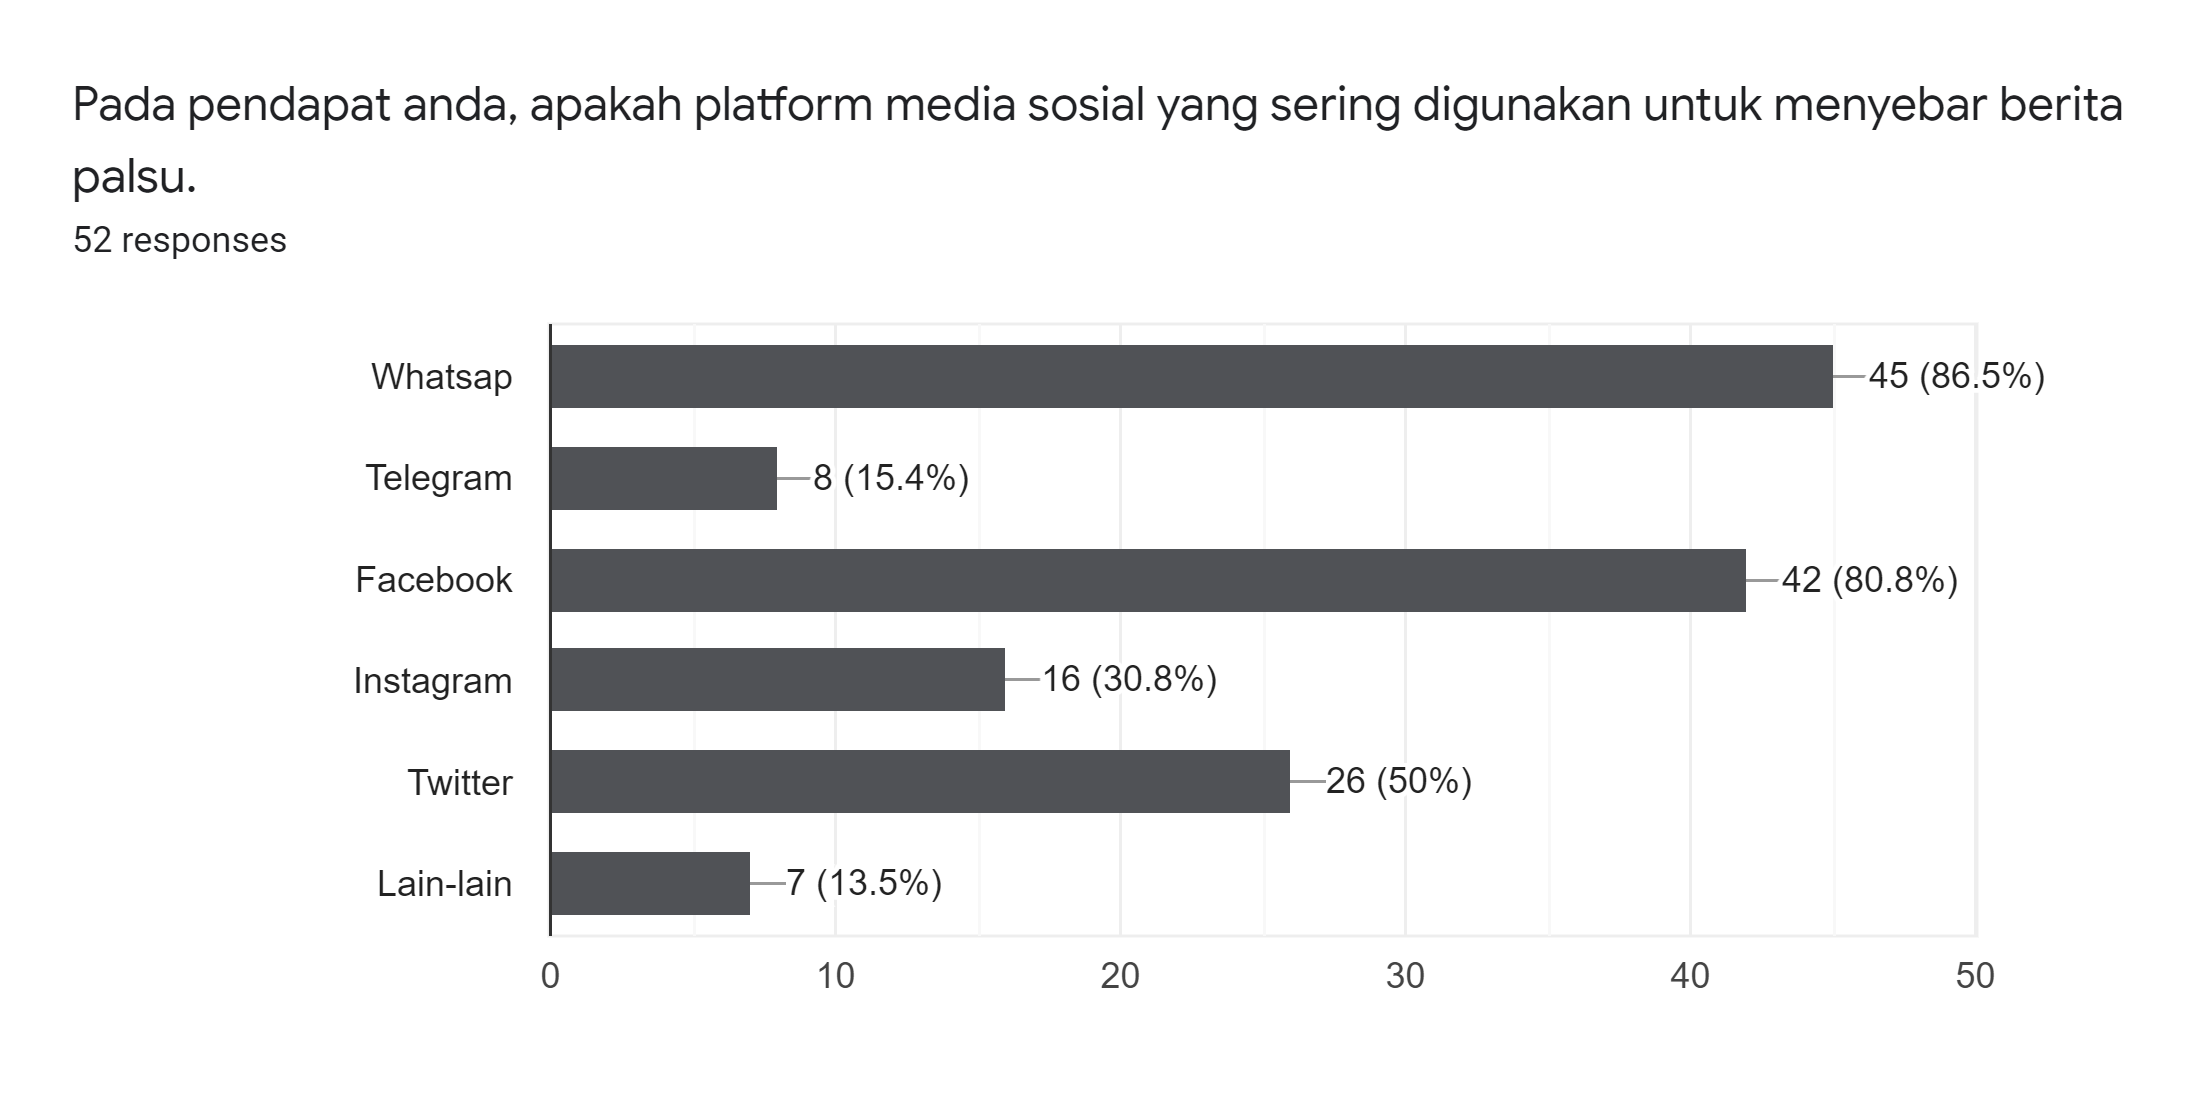 Pada pendapat anda, apakah platform media sosial yang sering digunakan untuk menyebar berita
palsu.
52 responses
Whatsap
45 (86.5%)
Telegram
8 (15.4%)
Facebook
42 (80.8%)
Instagram
16 (30.8%)
Twitter
26 (50%)
Lain-lain
7 (13.5%)
0 10 20 30 40 50